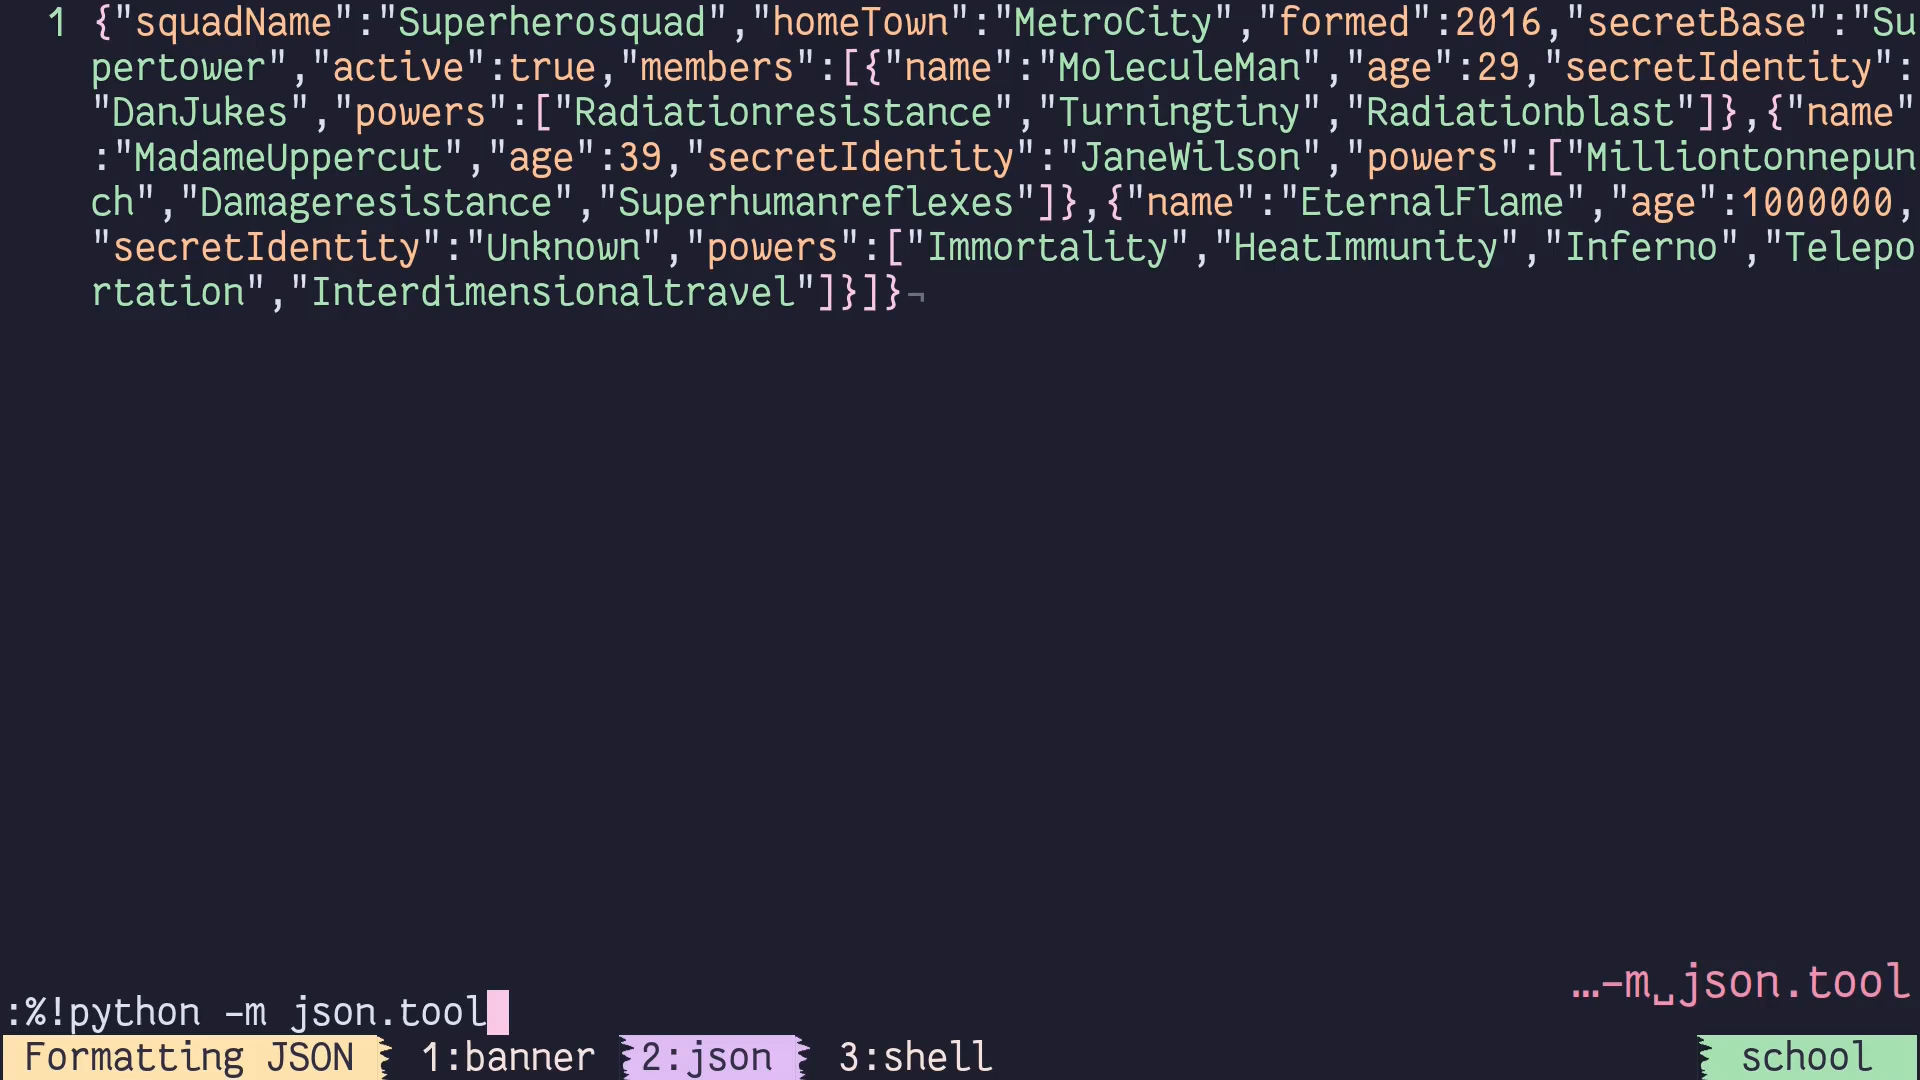 1 {"squadName":"Superherosquad","homeTown":"MetroCity","formed":2016,"secretBase":"Su
pertower","active":true,"members":[{"name":"MoleculeMan","age":29,"secretIdentity":
"DanJukes","powers":["Radiationresistance","Turningtiny","Radiationblast"]},{"name"
:"MadameUppercut","age":39,"secretIdentity":"JaneWilson","powers":["Milliontonnepun
ch","Damageresistance","Superhumanreflexes"]},{"name":"EternalFlame","age":1000000,
"secretIdentity":"Unknown","powers":["Immortality","HeatImmunity","Inferno","Telepo
rtation","Interdimensionaltravel"]}]}¬
…-m␣json.tool
:%!python -m json.tool
Formatting JSON 1:banner 2:json 3:shell school